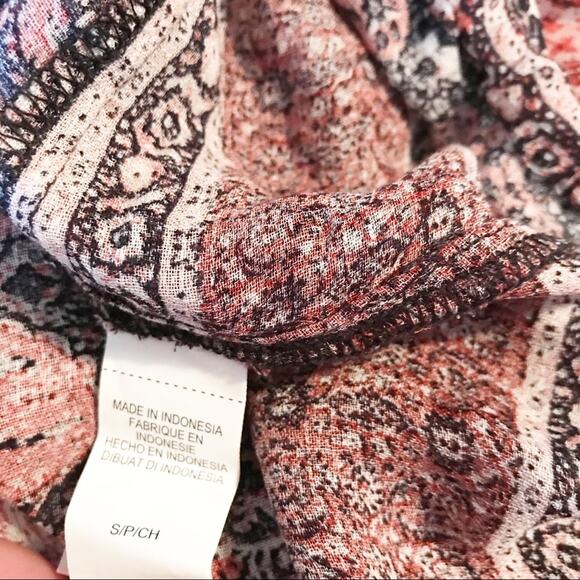 MADE IN INDONESIA
FABRIQUE EN
INDONESIE
HECHO EN INDONESIA
DIBUAT DI INDONESIA
S/P/CH